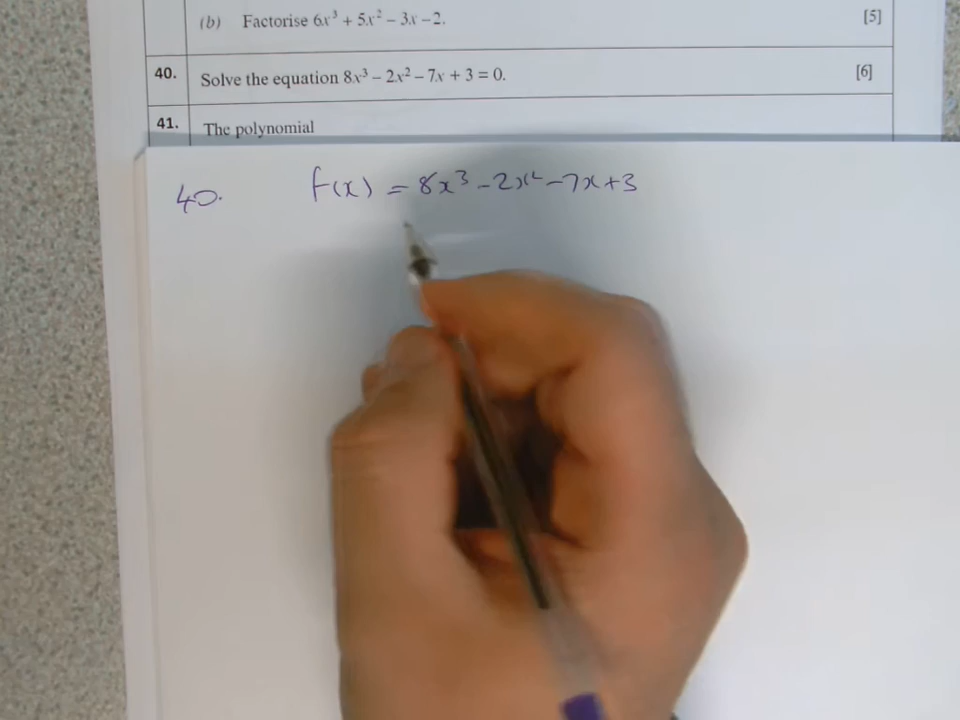 (b) Factorise 6x³ + 5x² – 3x – 2. [5]
40. Solve the equation 8x³ – 2x² – 7x + 3 = 0. [6]
41. The polynomial
40. f(x) = 8x³ - 2x² - 7x + 3